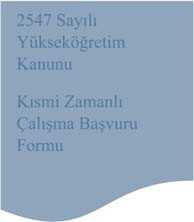 2547 Sayılı
Yükseköğretim
Kanunu
Kısmi Zamanlı
Çalışma Başvuru
Formu